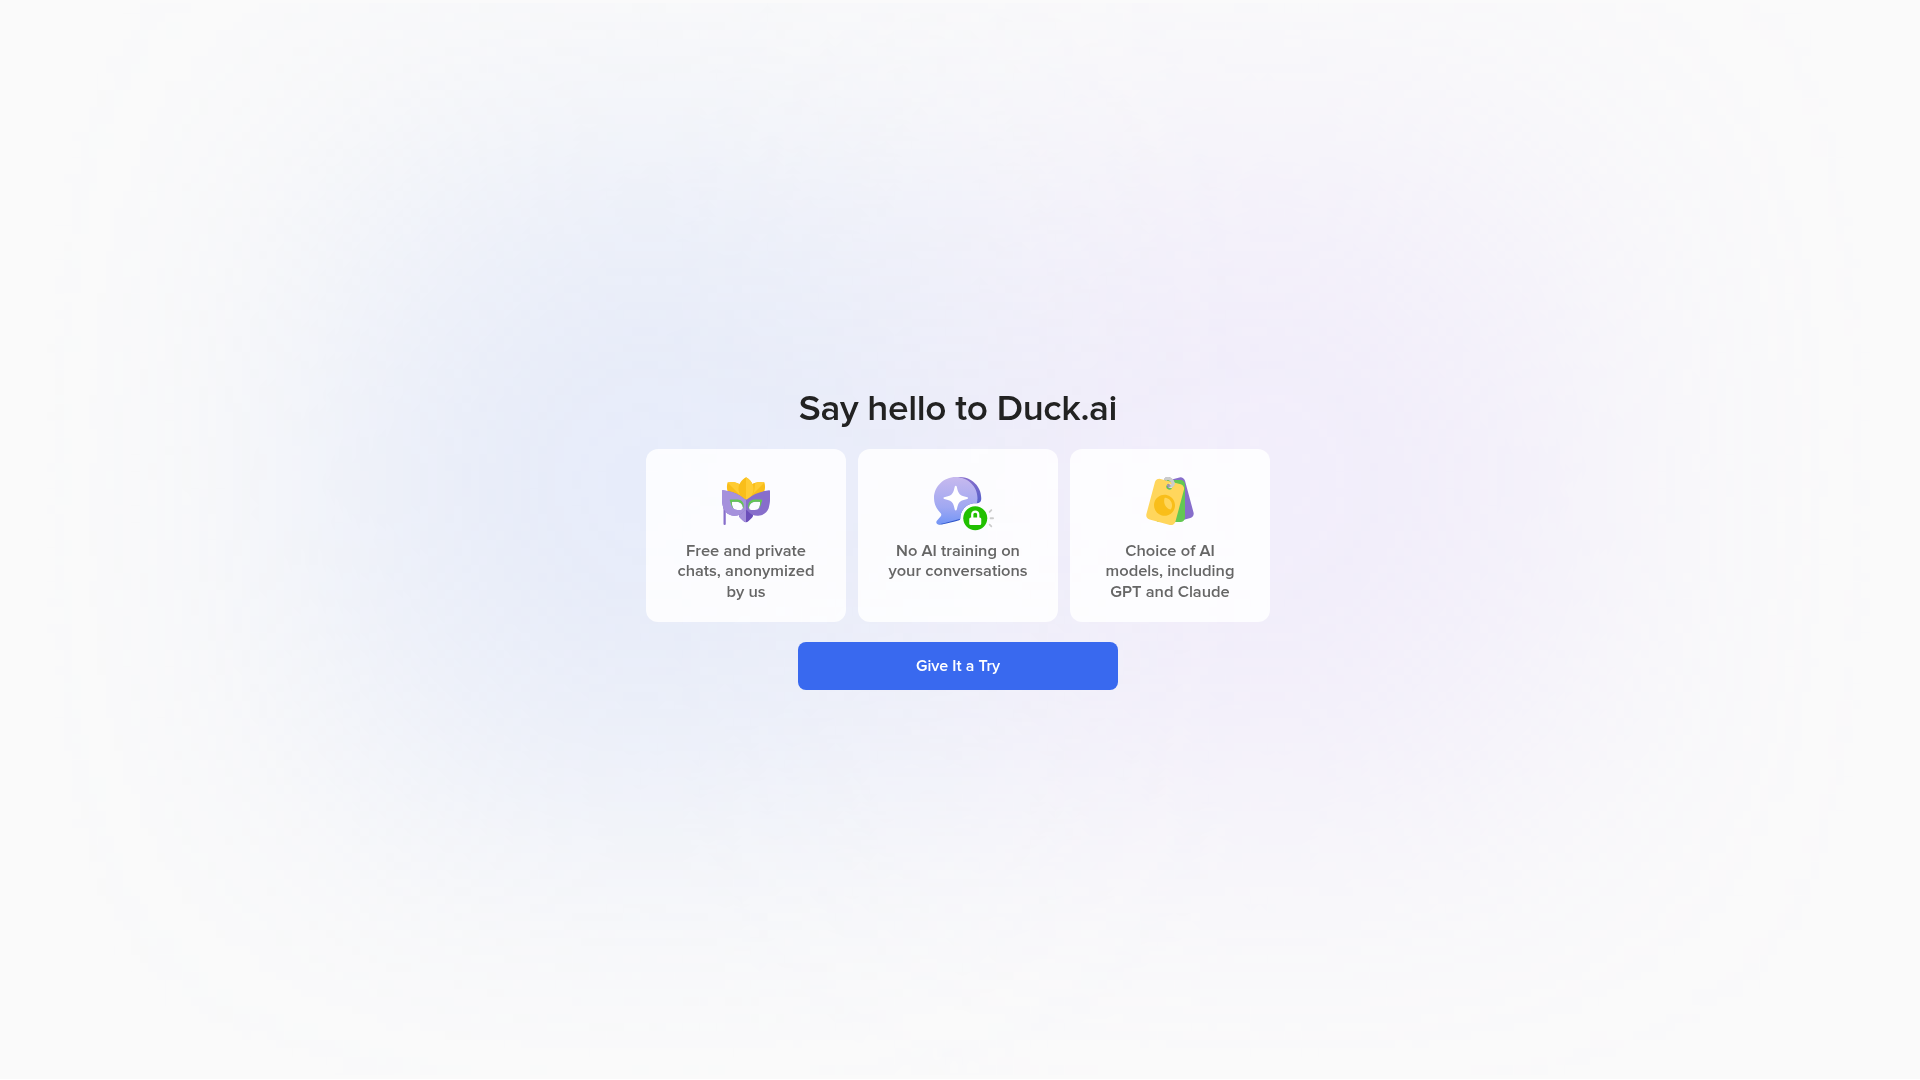 Say hello to Duck.ai
Free and private
chats, anonymized
by us
No AI training on
your conversations
Choice of AI
models, including
GPT and Claude
Give It a Try